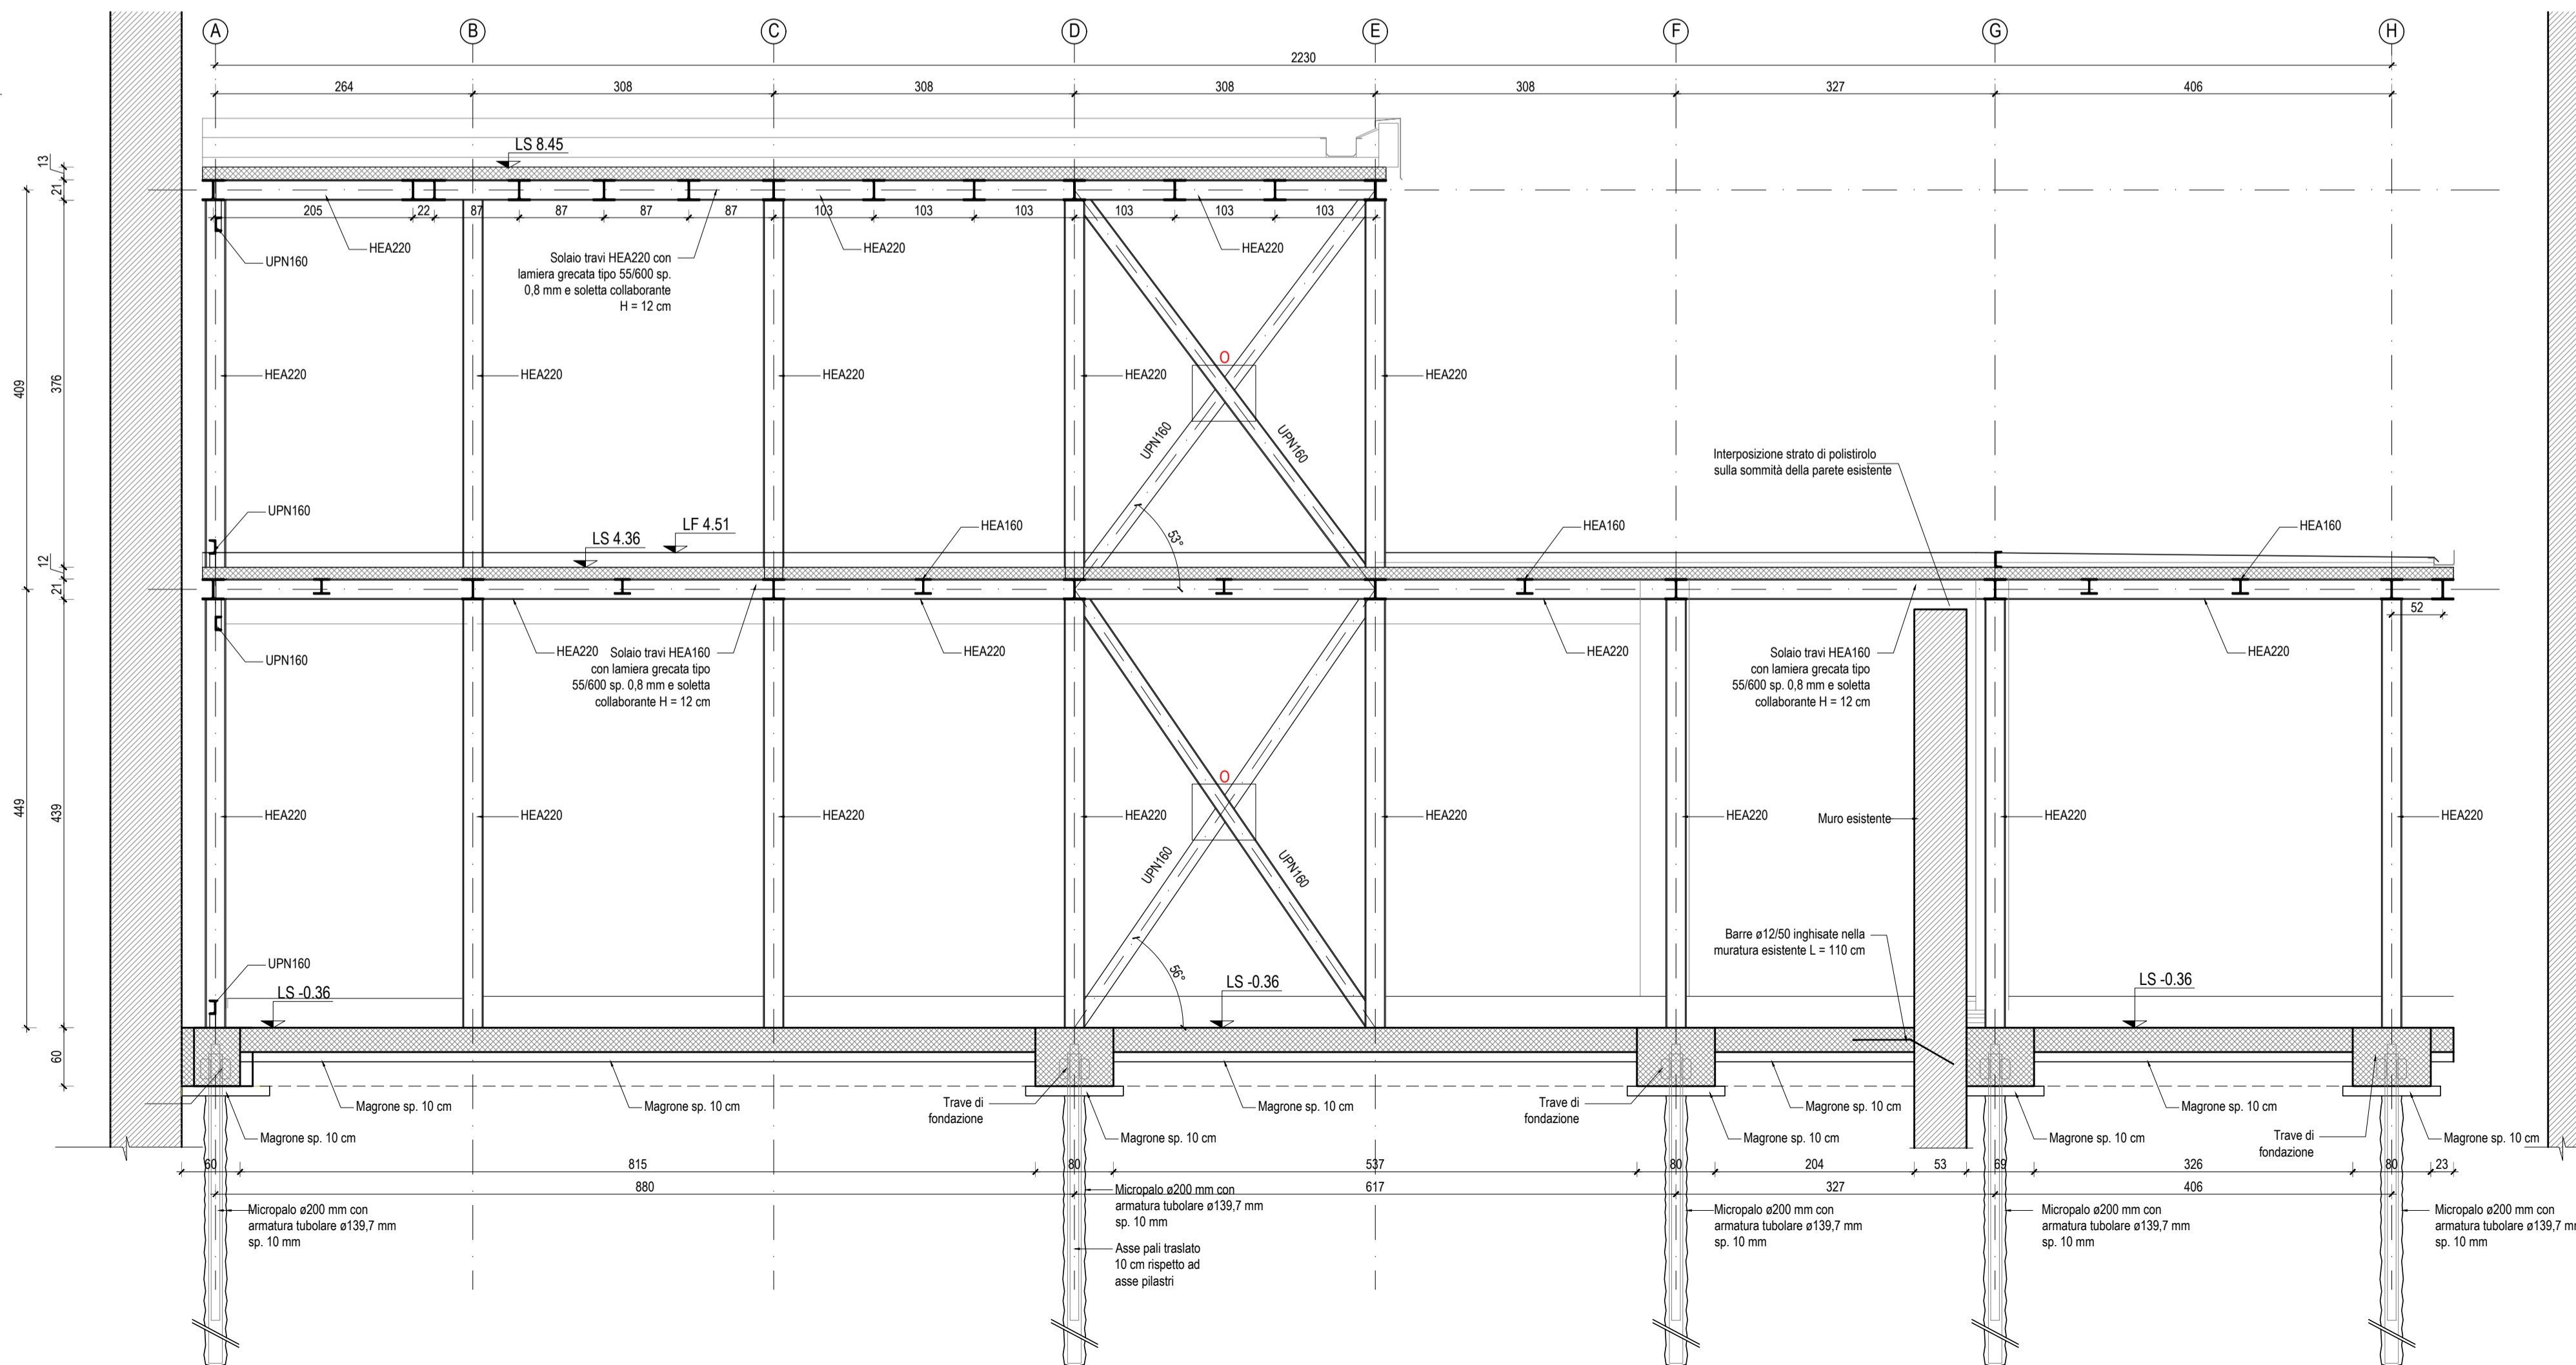 A B C D E F G H
2230
264 308 308 308 308 327 406
LS 8.45
13
21
205 22 87 87 87 87 103 103 103 103 103 103
HEA220
HEA220
HEA220
UPN160
Solaio travi HEA220 con
lamiera grecata tipo 55/600 sp.
0,8 mm e soletta collaborante
H = 12 cm
O
409
376
HEA220
HEA220
HEA220
HEA220
HEA220
UPN160
UPN160
Interposizione strato di polistirolo
sulla sommità della parete esistente
UPN160
LS 4.36
LF 4.51
HEA160
53°
HEA160
HEA160
12
21
52
UPN160
HEA220
Solaio travi HEA160
con lamiera grecata tipo
55/600 sp. 0,8 mm e soletta
collaborante H = 12 cm
HEA220
HEA220
Solaio travi HEA160
con lamiera grecata tipo
55/600 sp. 0,8 mm e soletta
collaborante H = 12 cm
HEA220
O
449
439
HEA220
HEA220
HEA220
HEA220
HEA220
HEA220
Muro esistente
HEA220
HEA220
UPN160
UPN160
Barre ø12/50 inghisate nella
muratura esistente L = 110 cm
UPN160
56°
LS -0.36
LS -0.36
LS -0.36
60
Magrone sp. 10 cm
Magrone sp. 10 cm
Trave di
fondazione
Magrone sp. 10 cm
Trave di
fondazione
Magrone sp. 10 cm
Magrone sp. 10 cm
Magrone sp. 10 cm
Magrone sp. 10 cm
Magrone sp. 10 cm
Magrone sp. 10 cm
Trave di
fondazione
Magrone sp. 10 cm
60 815 80 537 80 204 53 69 326 80 23
880 617 327 406
Micropalo ø200 mm con
armatura tubolare ø139,7 mm
sp. 10 mm
Micropalo ø200 mm con
armatura tubolare ø139,7 mm
sp. 10 mm
Asse pali traslato
10 cm rispetto ad
asse pilastri
Micropalo ø200 mm con
armatura tubolare ø139,7 mm
sp. 10 mm
Micropalo ø200 mm con
armatura tubolare ø139,7 mm
sp. 10 mm
Micropalo ø200 mm con
armatura tubolare ø139,7 m
sp. 10 mm